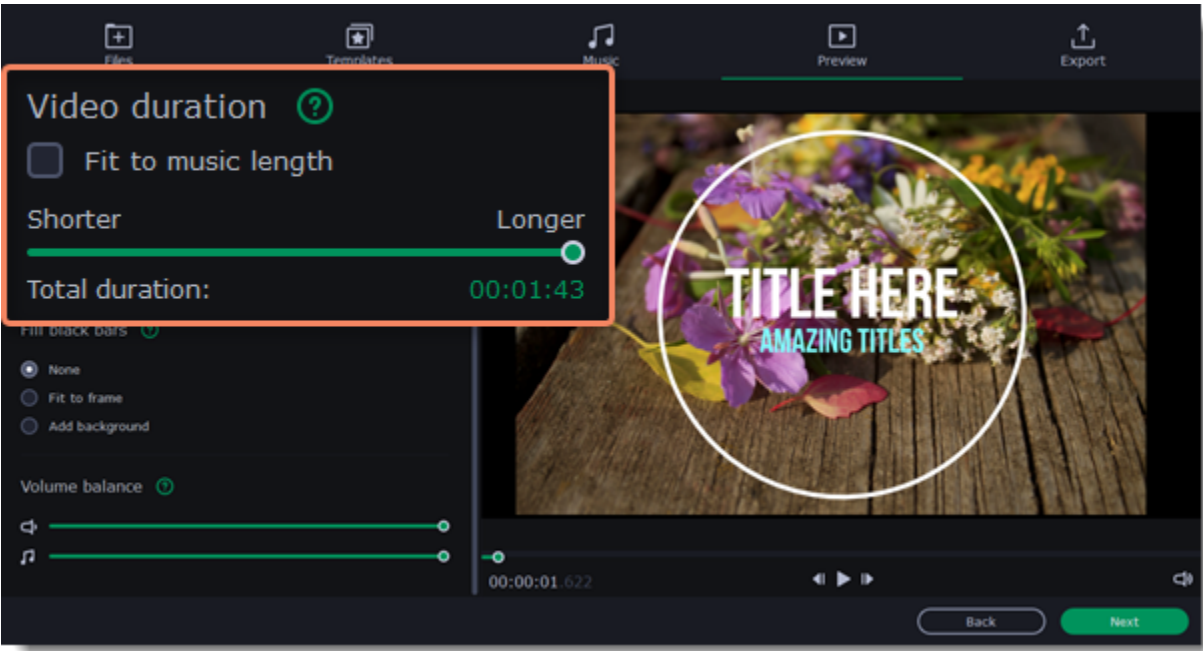 Files
Templates
Music
Preview
Export
Video duration ?
Fit to music length
Shorter
Longer
Total duration:
00:01:43
Fill black bars ?
None
Fit to frame
Add background
Volume balance ?
TITLE HERE
AMAZING TITLES
00:00:01.622
Back
Next